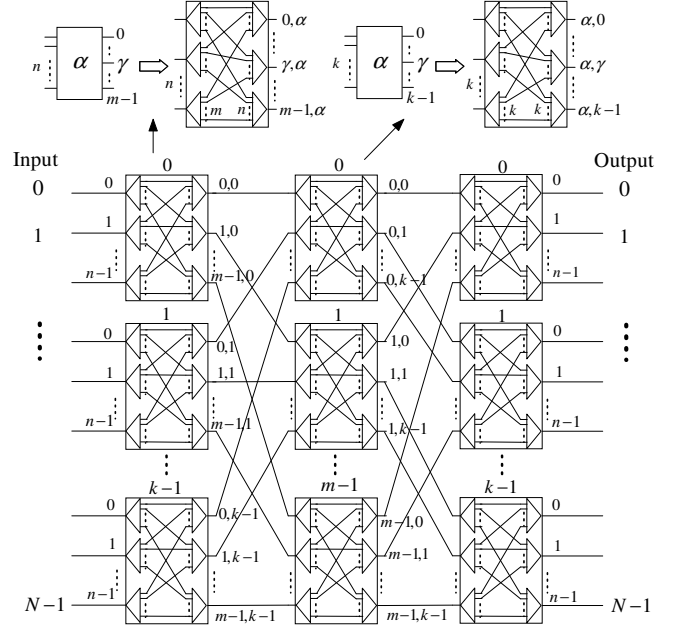 0 0,α 0 α,0
n α γ γ,α k α γ α,γ
n k
m−1 m n m−1,α k−1 k k α,k−1
Input 0 0 0 Output
0 0 0,0 0,0 0 0
1 1 1,0 0,1 1 1
n−1 m−1,0 0,k−1 n−1
1 1 1
0 0,1 1,0 0
1 1,1 1,1 1
n−1 m−1,1 1,k−1 n−1
k−1 m−1 k−1
0 0,k−1 m−1,0 0
1 1,k−1 m−1,1 1
N−1 n−1 m−1,k−1 m−1,k−1 n−1 N−1